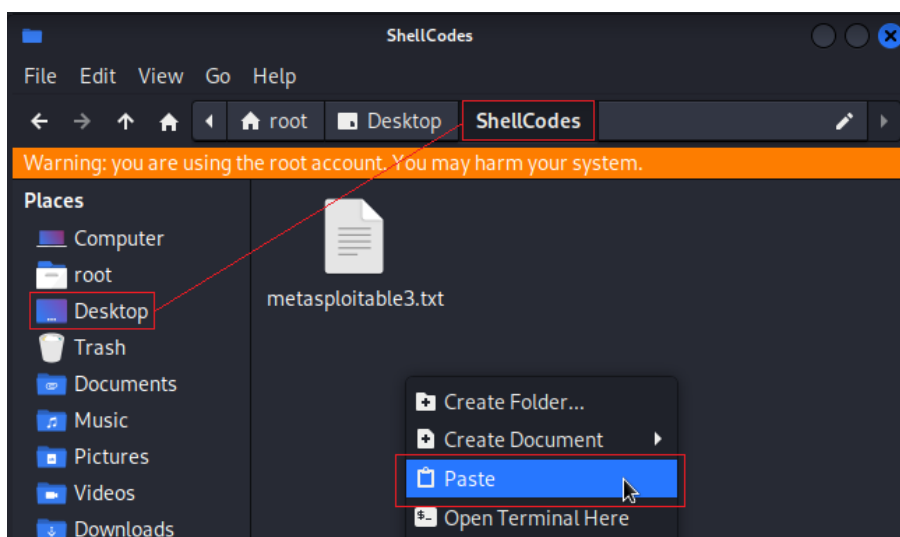 ShellCodes
File Edit View Go Help
root Desktop ShellCodes
Warning: you are using the root account. You may harm your system.
Places
Computer
root
Desktop
Trash
Documents
Music
Pictures
Videos
Downloads
metasploitable3.txt
Create Folder...
Create Document
Paste
Open Terminal Here